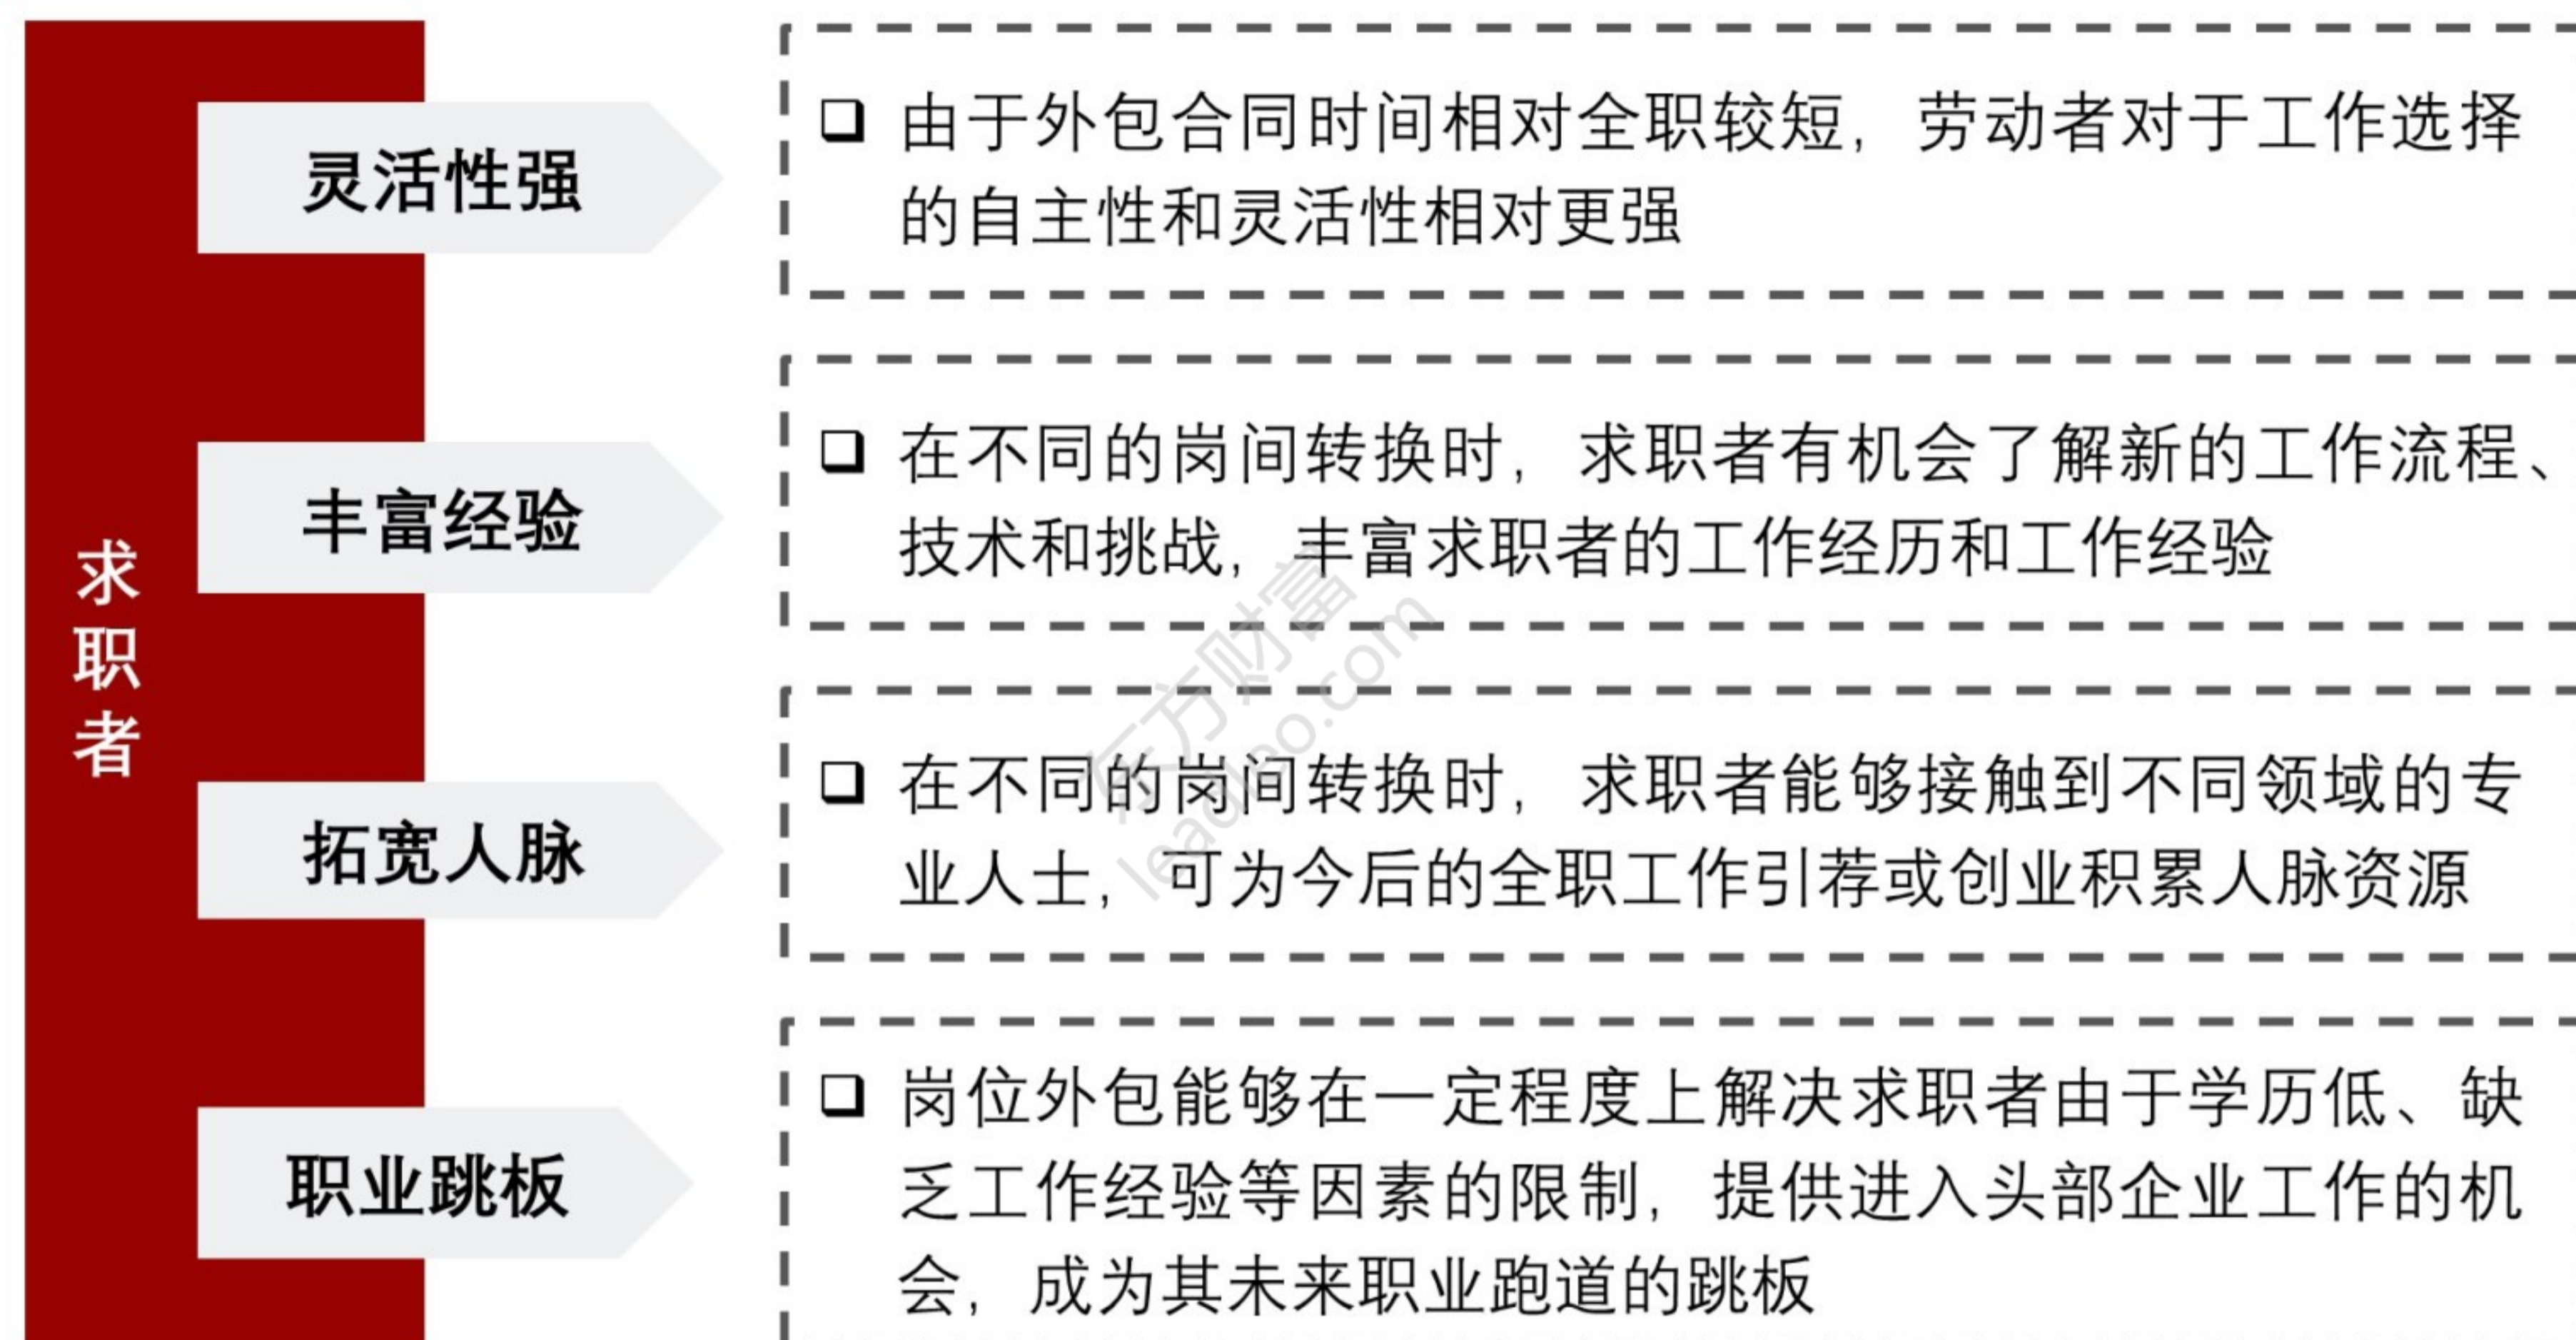 求职者
灵活性强
❑ 由于外包合同时间相对全职较短，劳动者对于工作选择
的自主性和灵活性相对更强
丰富经验
❑ 在不同的岗间转换时，求职者有机会了解新的工作流程、
技术和挑战，丰富求职者的工作经历和工作经验
拓宽人脉
❑ 在不同的岗间转换时，求职者能够接触到不同领域的专
业人士，可为今后的全职工作引荐或创业积累人脉资源
职业跳板
❑ 岗位外包能够在一定程度上解决求职者由于学历低、缺
乏工作经验等因素的限制，提供进入头部企业工作的机
会，成为其未来职业跑道的跳板
东方财富
leadleo.com